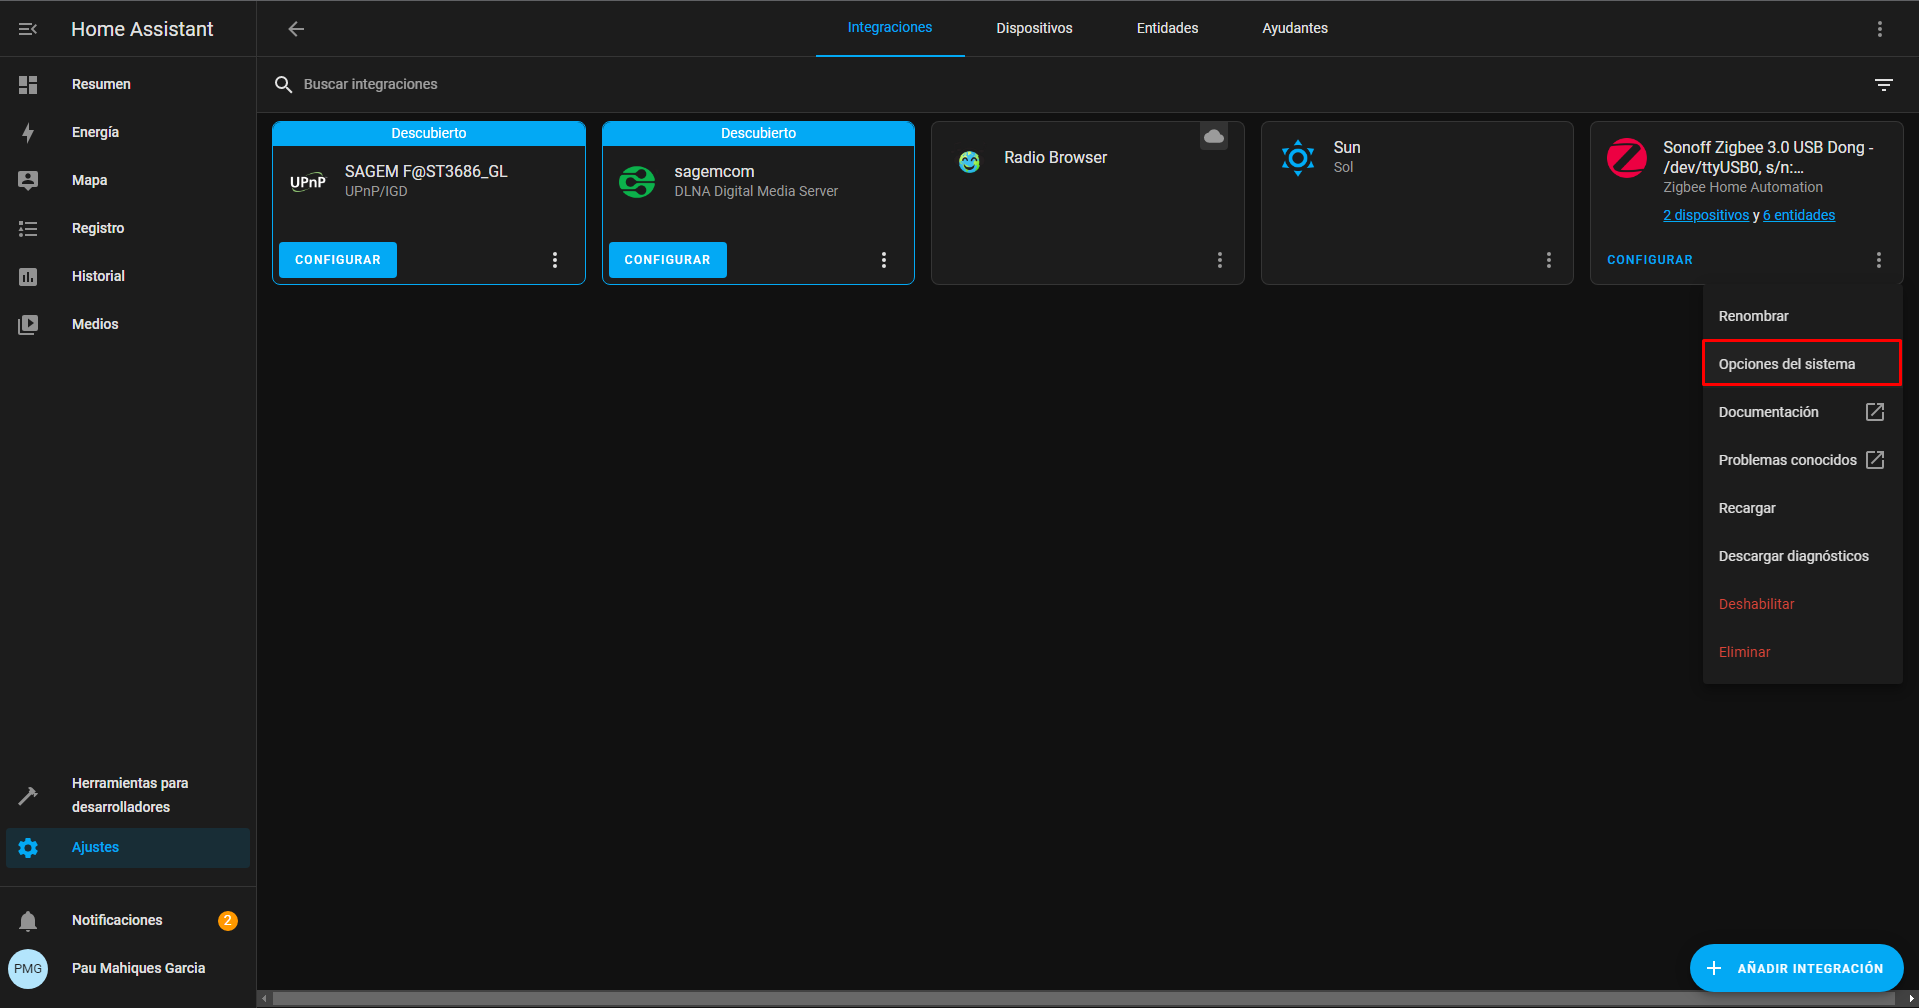 Home Assistant
Integraciones
Dispositivos
Entidades
Ayudantes
Resumen
Energía
Mapa
Registro
Historial
Medios
Herramientas para
desarrolladores
Ajustes
Notificaciones
2
PMG
Pau Mahiques Garcia
Buscar integraciones
Descubierto
UPnP
SAGEM F@ST3686_GL
UPnP/IGD
CONFIGURAR
Descubierto
sagemcom
DLNA Digital Media Server
CONFIGURAR
Radio Browser
Sun
Sol
Sonoff Zigbee 3.0 USB Dong -
/dev/ttyUSB0, s/n:...
Zigbee Home Automation
2 dispositivos y 6 entidades
CONFIGURAR
Renombrar
Opciones del sistema
Documentación
Problemas conocidos
Recargar
Descargar diagnósticos
Deshabilitar
Eliminar
AÑADIR INTEGRACIÓN